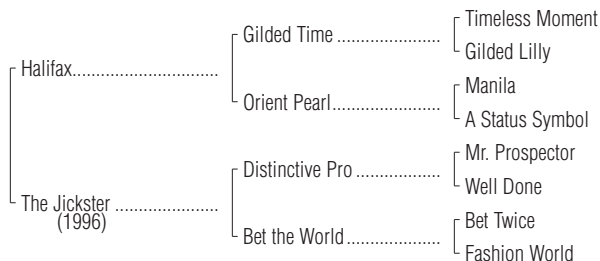 Timeless Moment
Gilded Time ......................
Gilded Lilly
Halifax...............................
Manila
Orient Pearl.......................
A Status Symbol
Mr. Prospector
Distinctive Pro ..................
Well Done
The Jickster ......................
(1996)
Bet Twice
Bet the World....................
Fashion World